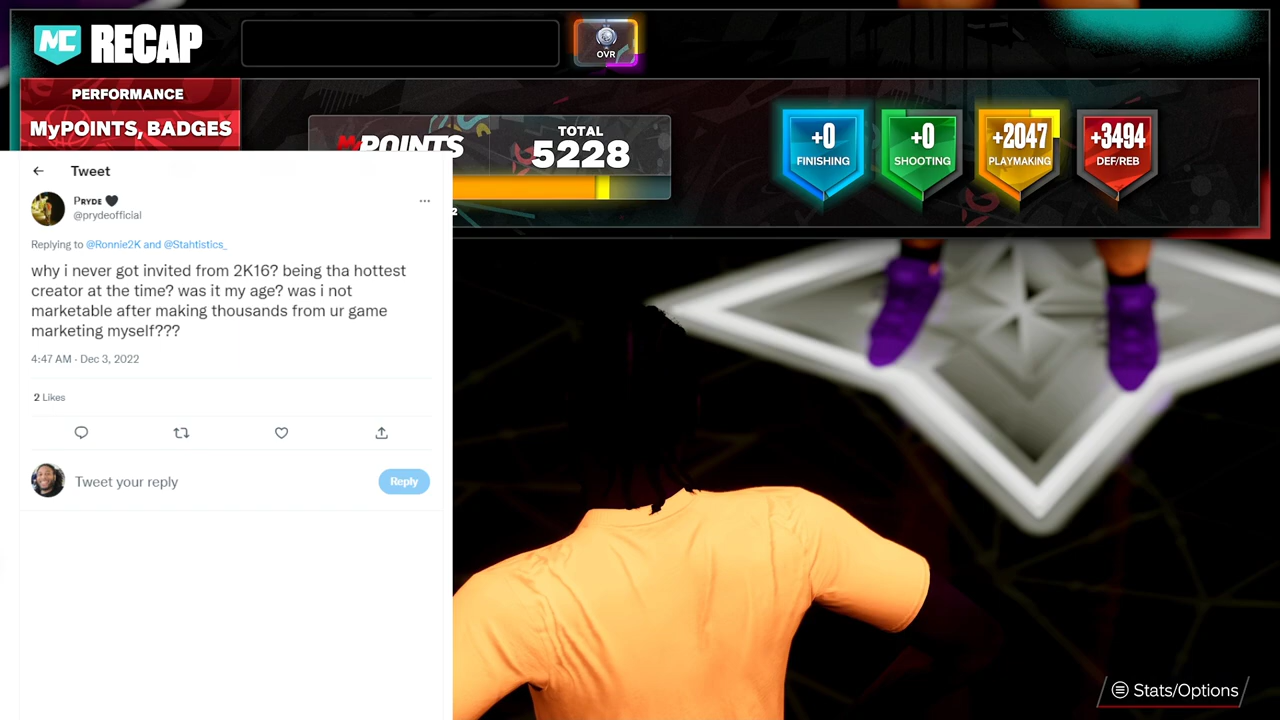 MC RECAP
OVR
PERFORMANCE
MyPOINTS, BADGES
MyPOINTS
TOTAL
5228
+0
FINISHING
+0
SHOOTING
+2047
PLAYMAKING
+3494
DEF/REB
2
← Tweet
Pryde 🖤
@prydeofficial
...
Replying to @Ronnie2K and @Stahtistics_
why i never got invited from 2K16? being tha hottest
creator at the time? was it my age? was i not
marketable after making thousands from ur game
marketing myself???
4:47 AM · Dec 3, 2022
2 Likes
Tweet your reply
Reply
Stats/Options